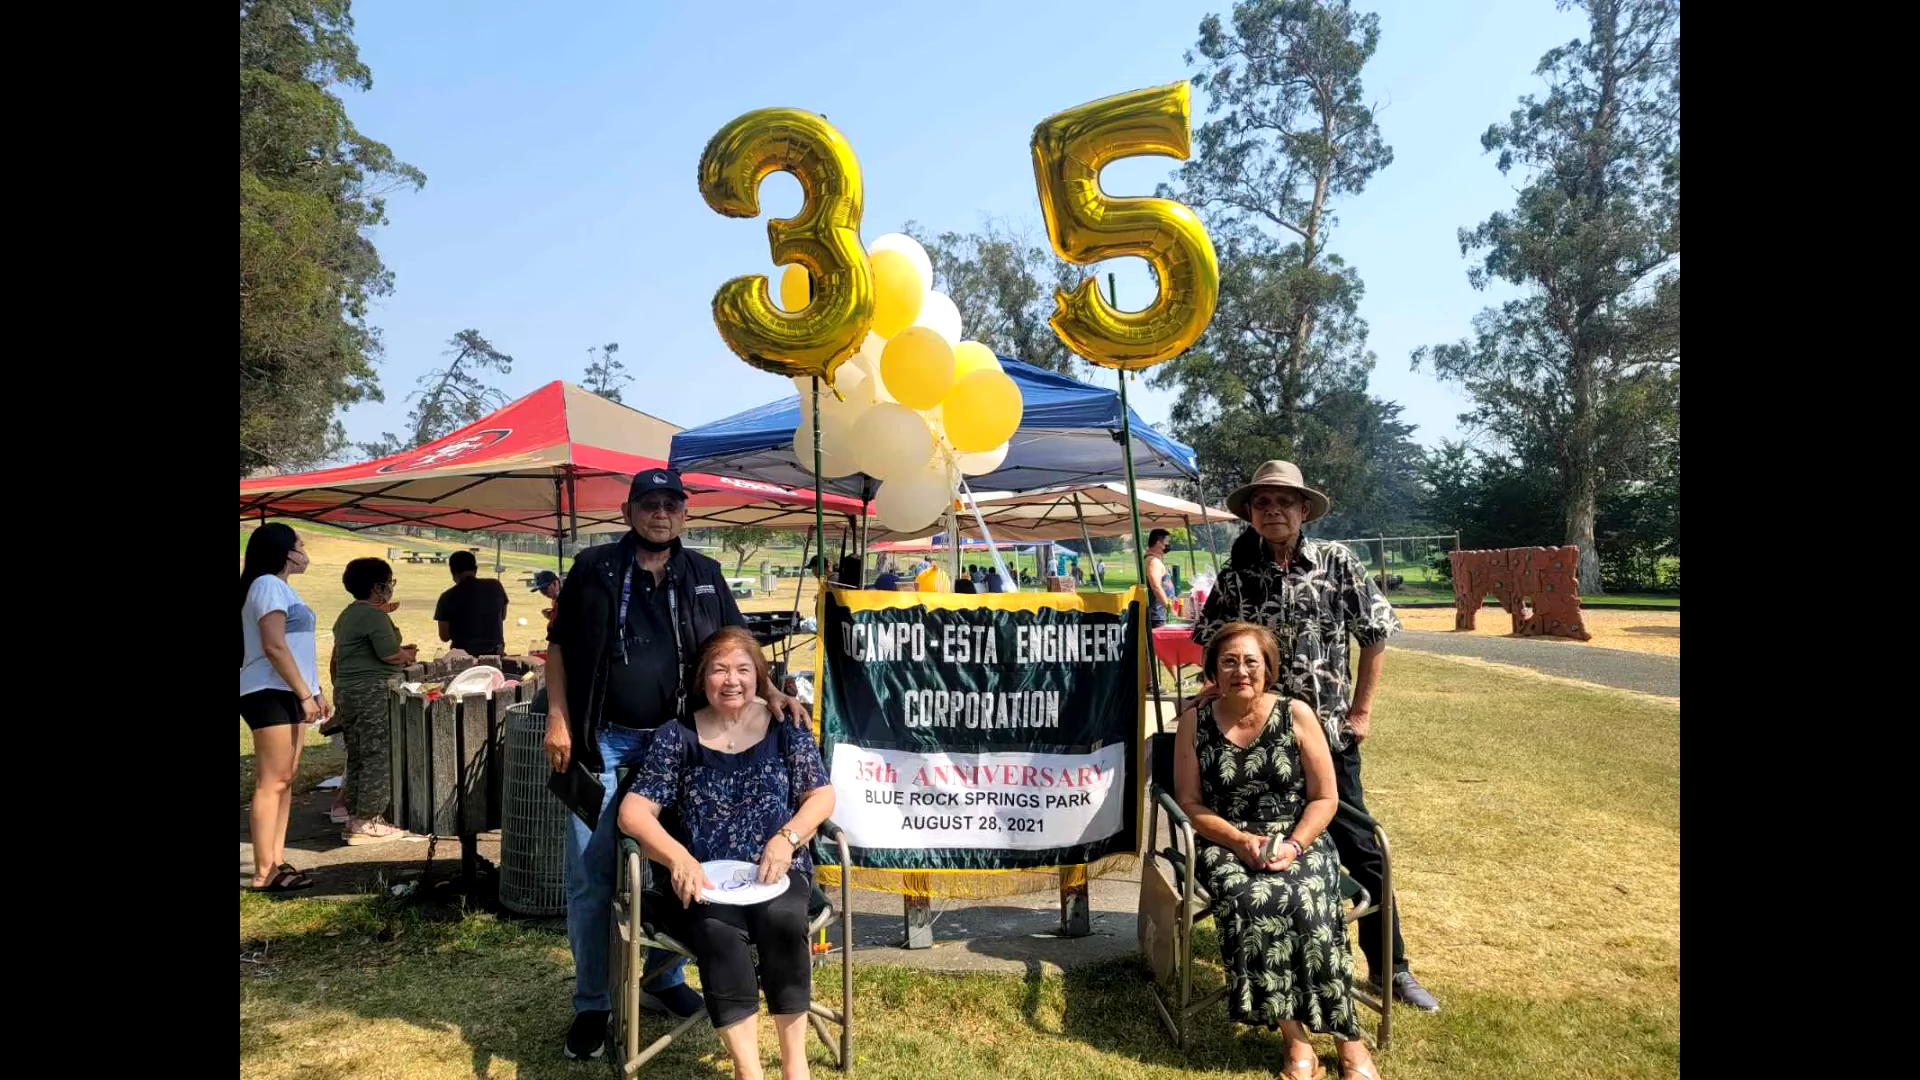 35
OCAMPO-ESTA ENGINEERS
CORPORATION
35th ANNIVERSARY
BLUE ROCK SPRINGS PARK
AUGUST 28, 2021